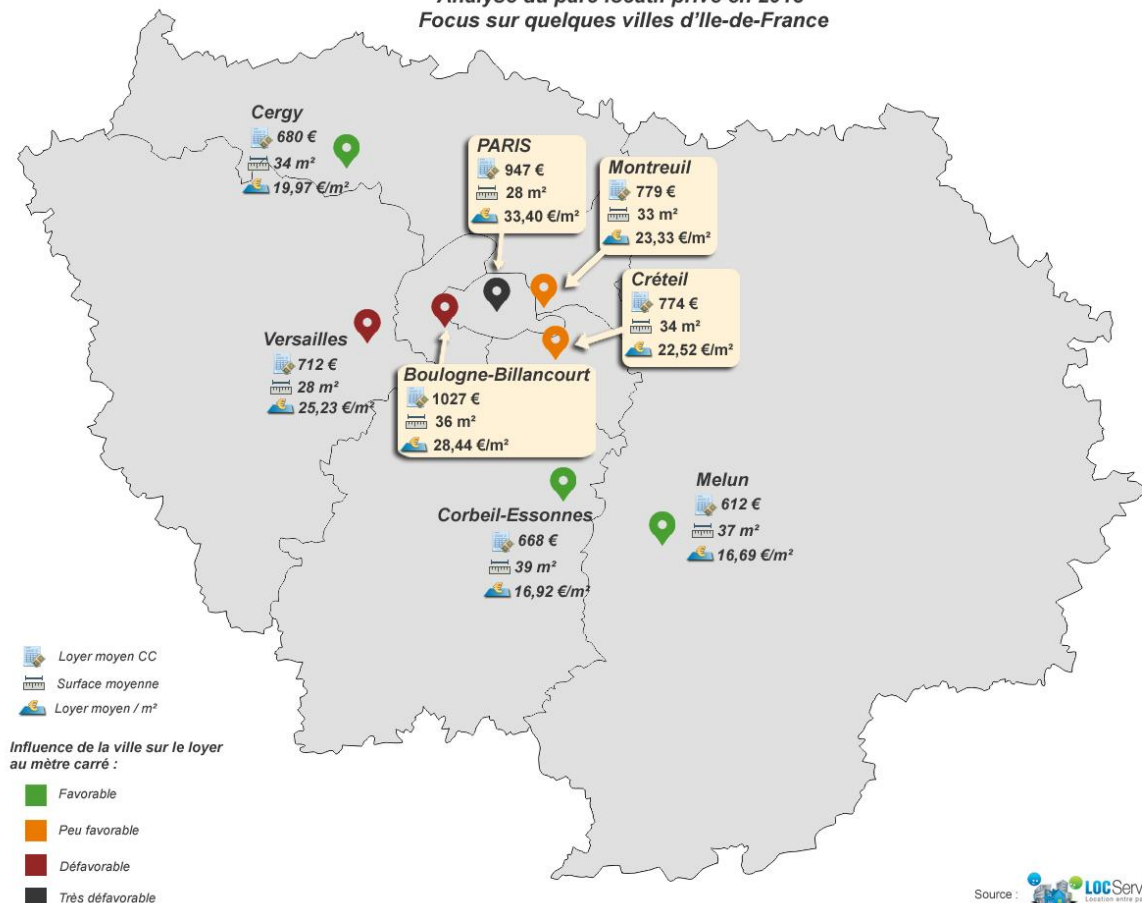 Focus sur quelques villes d'Ile-de-France
Cergy
680 €
34 m²
19,97 €/m²
PARIS
947 €
28 m²
33,40 €/m²
Montreuil
779 €
33 m²
23,33 €/m²
Créteil
774 €
34 m²
22,52 €/m²
Versailles
712 €
28 m²
25,23 €/m²
Boulogne-Billancourt
1027 €
36 m²
28,44 €/m²
Corbeil-Essonnes
668 €
39 m²
16,92 €/m²
Melun
612 €
37 m²
16,69 €/m²
Loyer moyen CC
Surface moyenne
Loyer moyen / m²
Influence de la ville sur le loyer
au mètre carré :
Favorable
Peu favorable
Défavorable
Très défavorable
Source :
LOCServ
Location entre